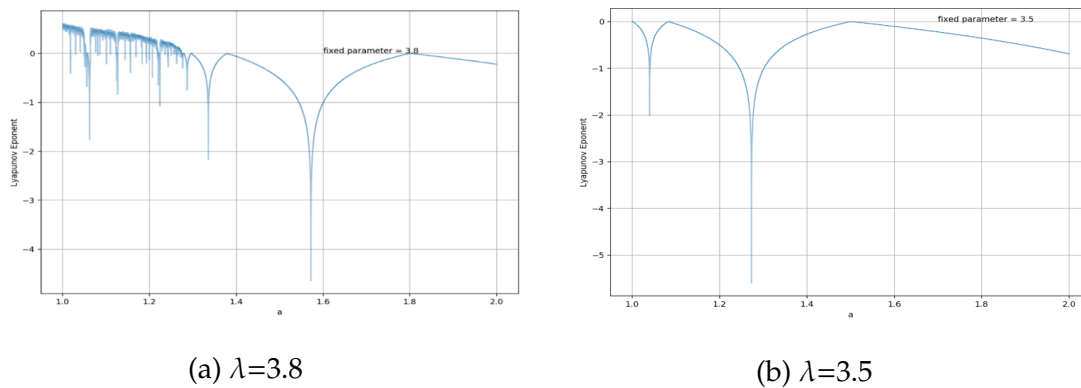 fixed parameter = 3.8
0
−1
−2
−3
−4
Lyapunov Eponent
1.0 1.2 1.4 1.6 1.8 2.0
a
(a) λ=3.8
fixed parameter = 3.5
0
−1
−2
−3
−4
−5
Lyapunov Eponent
1.0 1.2 1.4 1.6 1.8 2.0
a
(b) λ=3.5